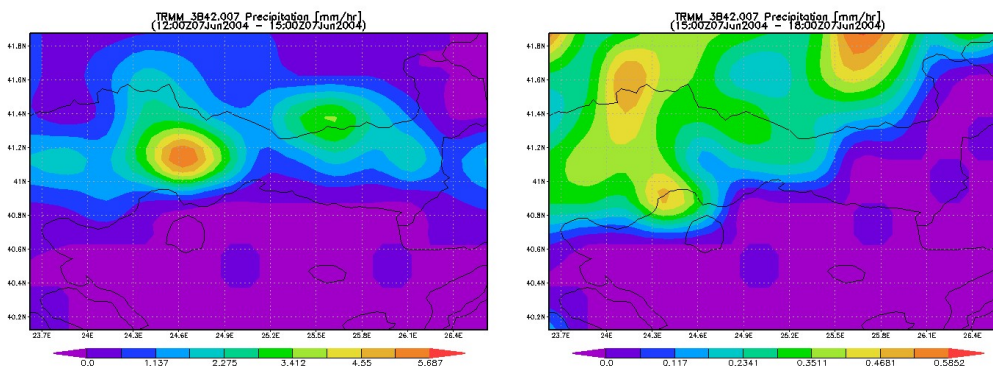 TRMM_3B42.007 Precipitation [mm/hr]
(12:00Z07Jun2004 - 15:00Z07Jun2004)
41.8N
41.6N
41.4N
41.2N
41N
40.8N
40.6N
40.4N
40.2N
23.7E 24E 24.3E 24.6E 24.9E 25.2E 25.5E 25.8E 26.1E 26.4E
0.0 1.137 2.275 3.412 4.55 5.687
TRMM_3B42.007 Precipitation [mm/hr]
(15:00Z07Jun2004 - 18:00Z07Jun2004)
41.8N
41.6N
41.4N
41.2N
41N
40.8N
40.6N
40.4N
40.2N
23.7E 24E 24.3E 24.6E 24.9E 25.2E 25.5E 25.8E 26.1E 26.4E
0.0 0.117 0.2341 0.3511 0.4681 0.5852